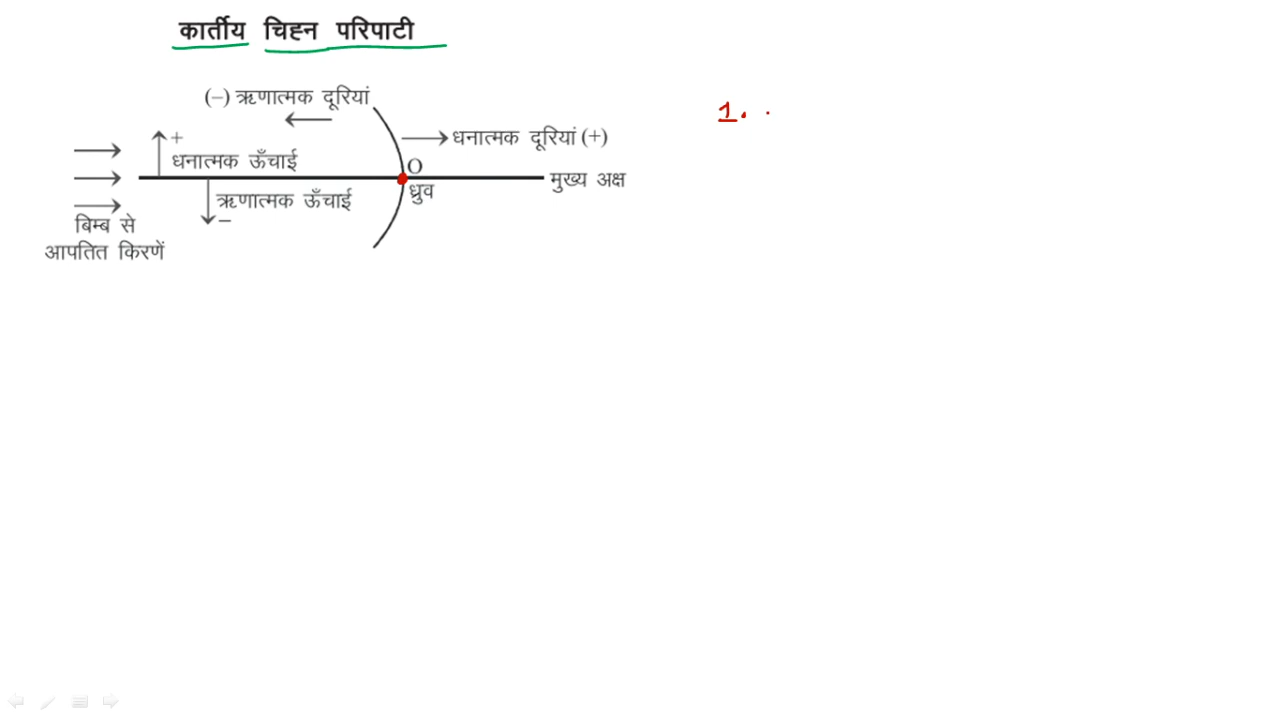 कार्तीय चिह्न परिपाटी
(–) ऋणात्मक दूरियां
1.
+
धनात्मक दूरियां (+)
धनात्मक ऊँचाई
O
मुख्य अक्ष
ध्रुव
ऋणात्मक ऊँचाई
–
बिम्ब से
आपतित किरणें